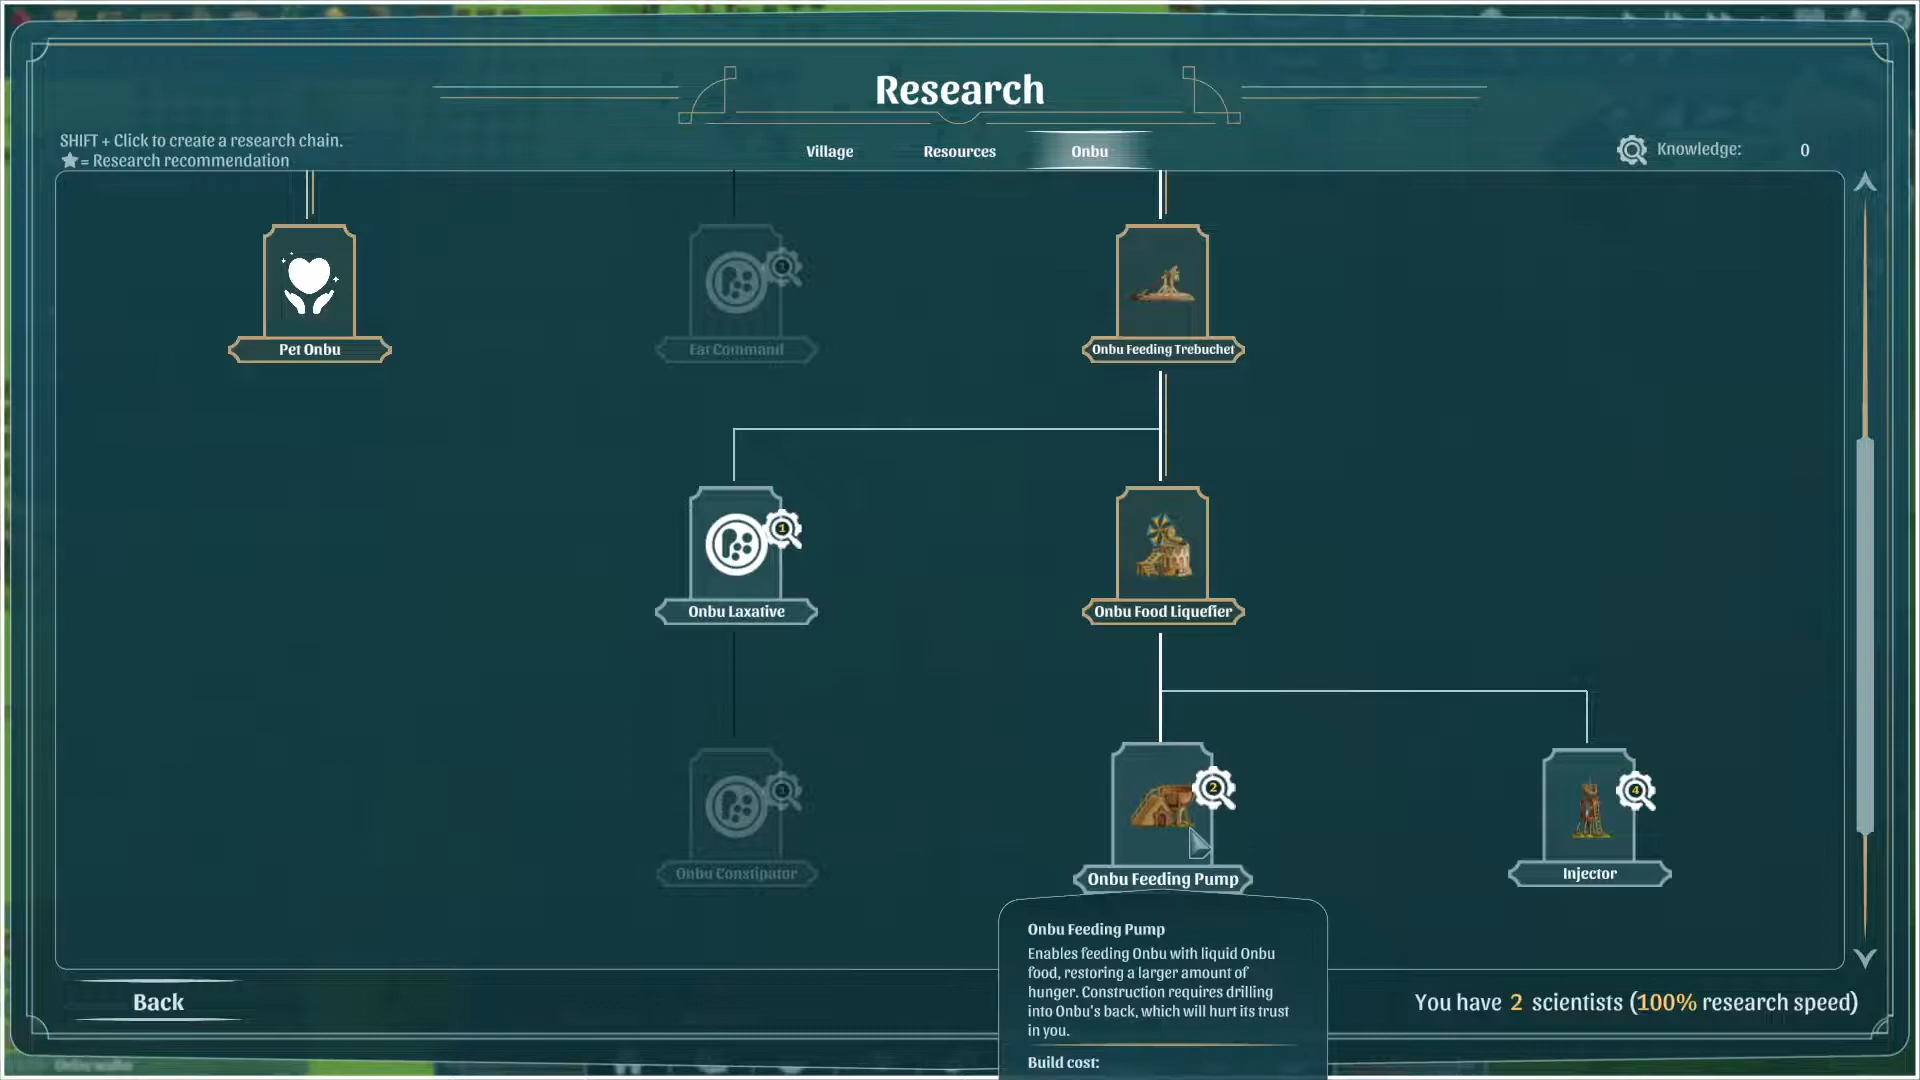 Research
SHIFT + Click to create a research chain.
= Research recommendation
Village
Resources
Onbu
Knowledge:
0
Pet Onbu
Ear Command
Onbu Feeding Trebuchet
1
Onbu Laxative
Onbu Food Liquefier
Onbu Constipator
2
Onbu Feeding Pump
4
Injector
Onbu Feeding Pump
Enables feeding Onbu with liquid Onbu
food, restoring a larger amount of
hunger. Construction requires drilling
into Onbu's back, which will hurt its trust
in you.
Build cost:
Back
You have 2 scientists (100% research speed)